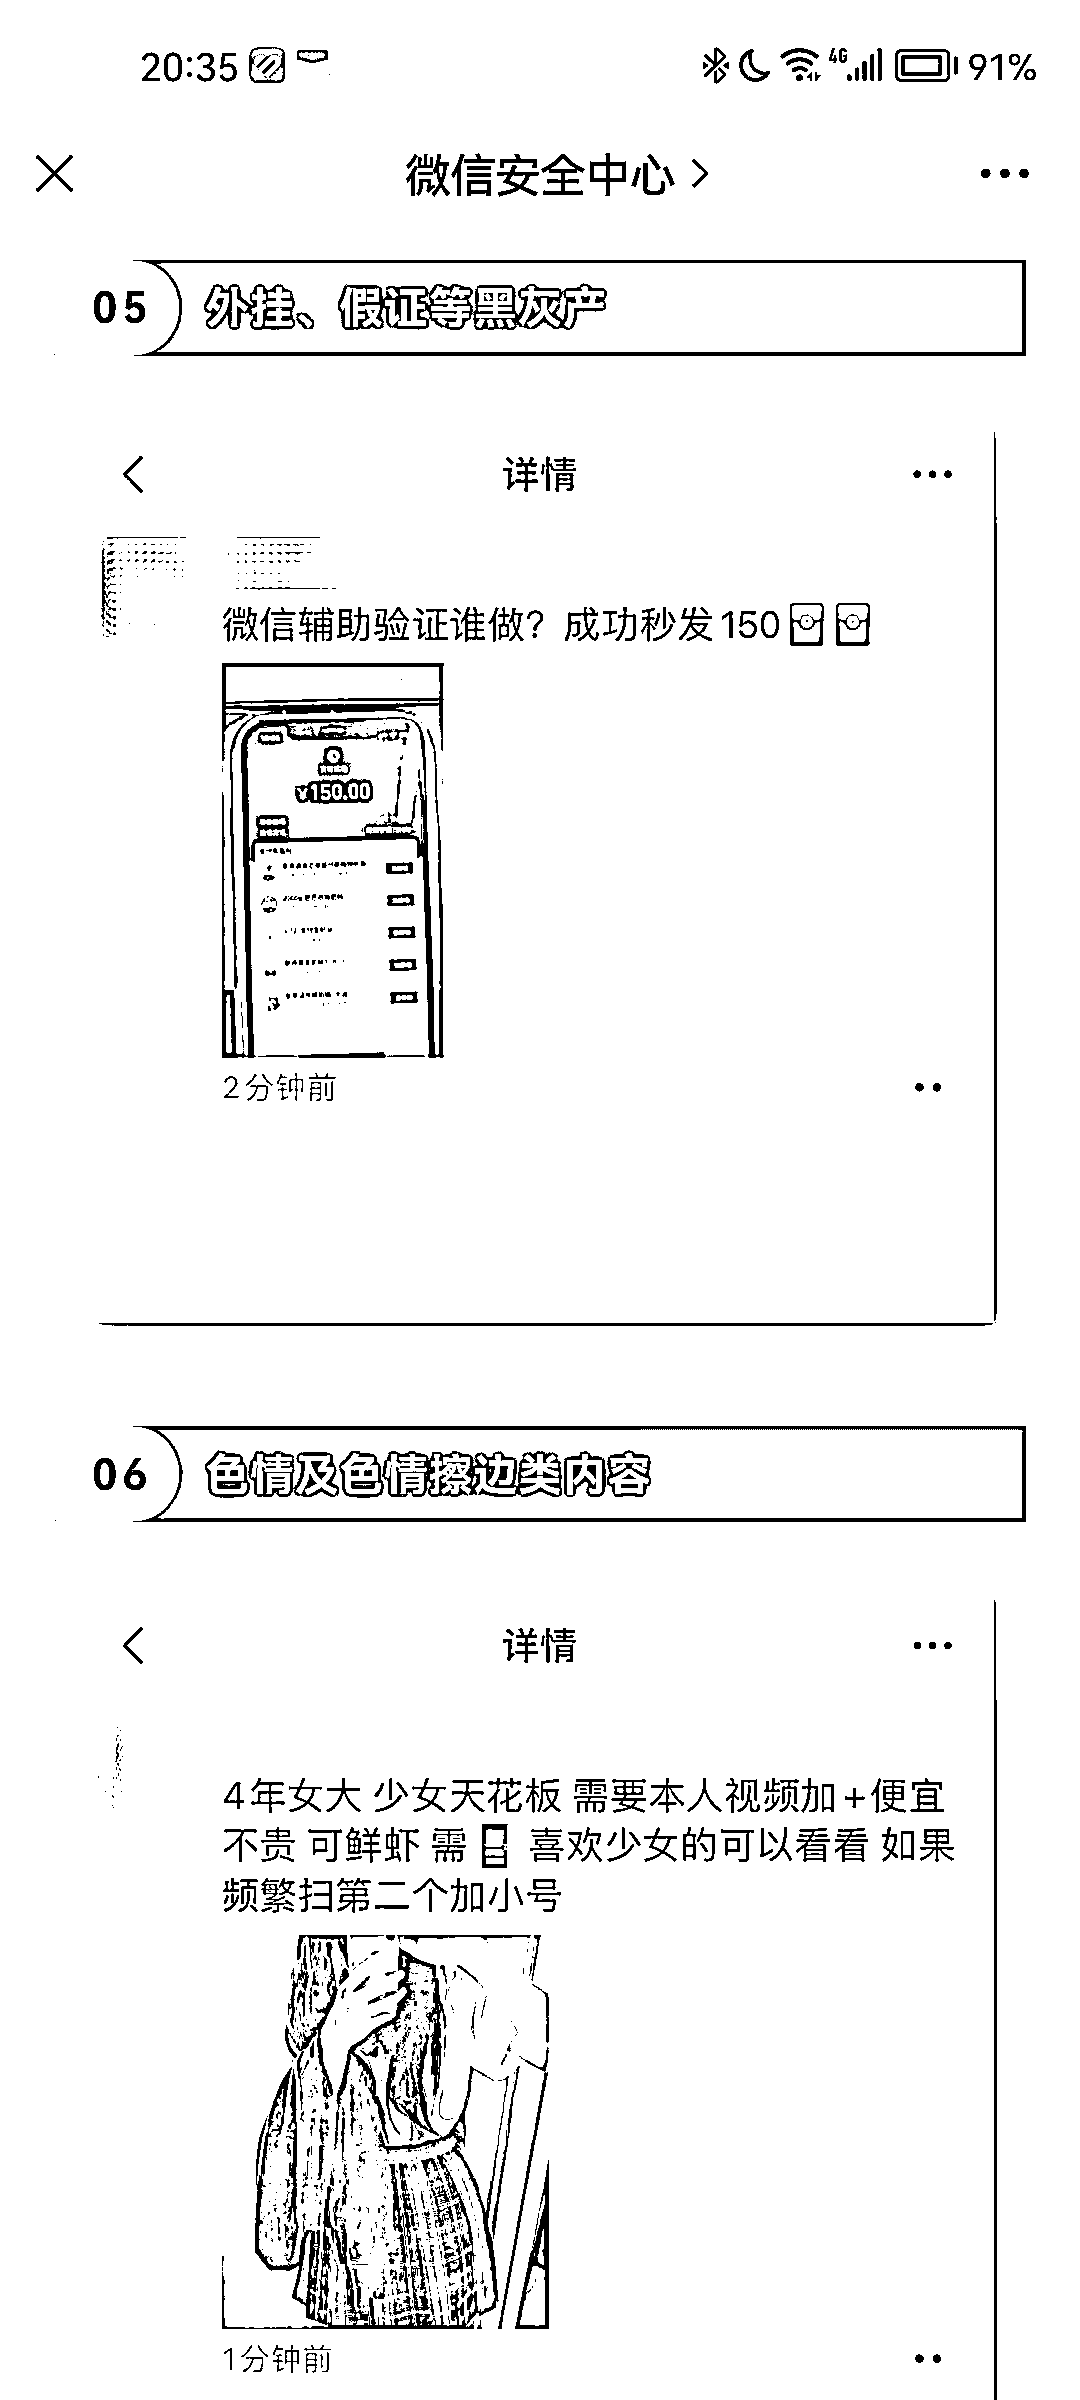 20:35 4G 91%
微信安全中心
05 外挂、假证等黑灰产
详情
微信辅助验证谁做？成功秒发150
¥150.00
2分钟前
06 色情及色情擦边类内容
详情
4年女大 少女天花板 需要本人视频加+便宜
不贵 可鲜虾 需 喜欢少女的可以看看 如果
频繁扫第二个加小号
1分钟前